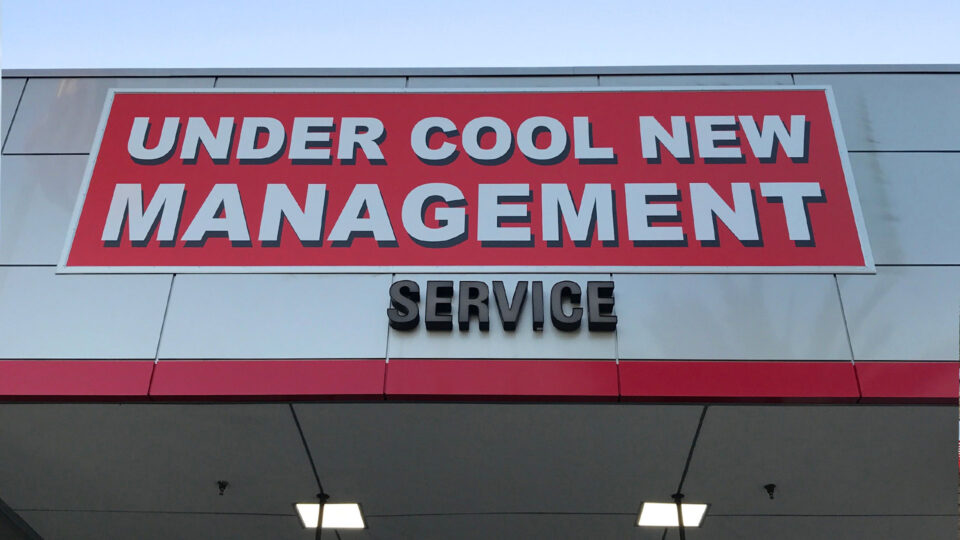 UNDER COOL NEW
MANAGEMENT
SERVICE